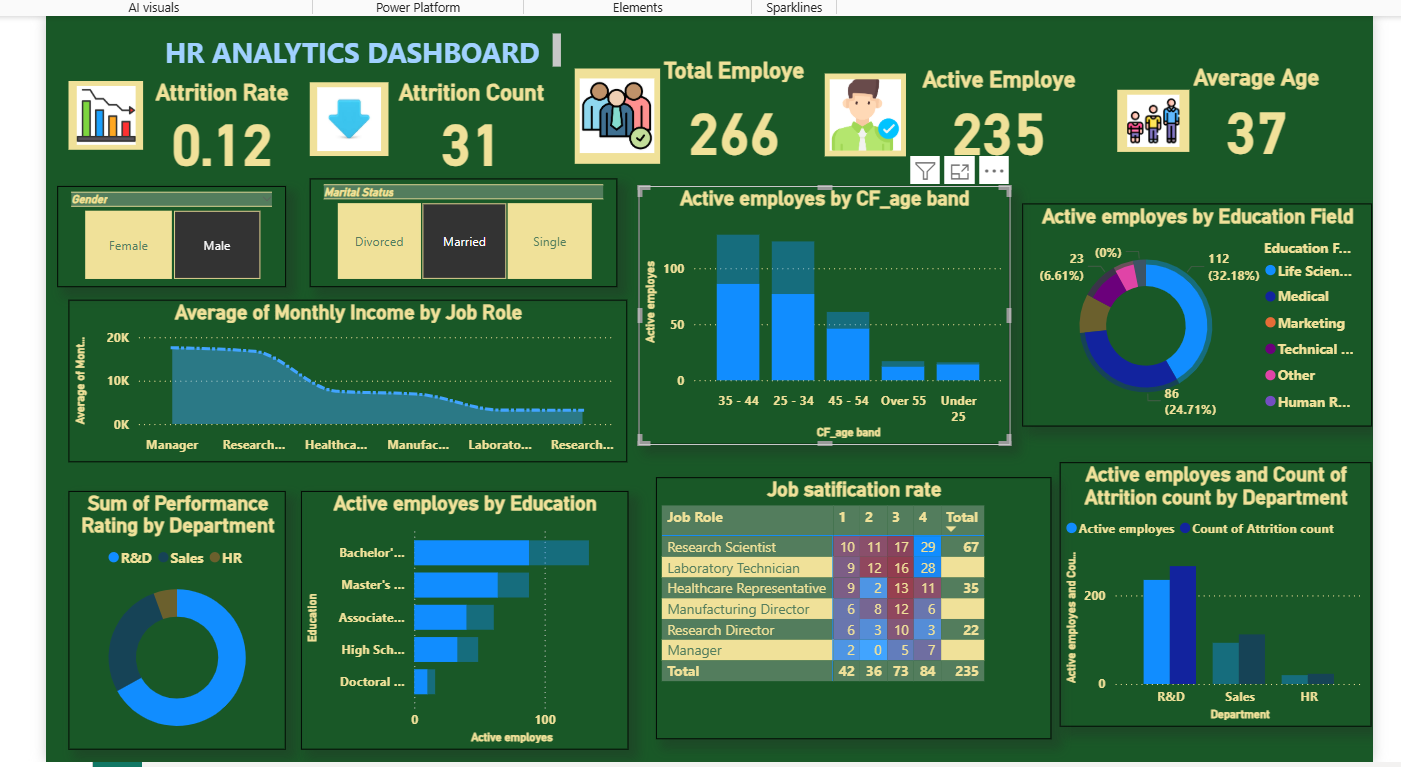 AI visuals
Power Platform
Elements
Sparklines
HR ANALYTICS DASHBOARD
Attrition Rate
0.12
Attrition Count
31
Total Employe
266
Active Employe
235
Average Age
37
Gender
Female
Male
Marital Status
Divorced
Married
Single
Average of Monthly Income by Job Role
Average of Mont...
20K
10K
0K
Manager Research... Healthca... Manufac... Laborato... Research...
Active employes by CF_age band
Active employes
100
50
0
35 - 44 25 - 34 45 - 54 Over 55 Under
25
CF_age band
Active employes by Education Field
23
(6.61%)
(0%)
112
(32.18%)
86
(24.71%)
Education F...
Life Scien...
Medical
Marketing
Technical ...
Other
Human R...
Sum of Performance
Rating by Department
R&D Sales HR
Active employes by Education
Education
Bachelor'...
Master's ...
Associate...
High Sch...
Doctoral ...
0 100
Active employes
Job satification rate
Job Role 1 2 3 4 Total
Research Scientist 10 11 17 29 67
Laboratory Technician 9 12 16 28
Healthcare Representative 9 2 13 11 35
Manufacturing Director 6 8 12 6
Research Director 6 3 10 3 22
Manager 2 0 5 7
Total 42 36 73 84 235
Active employes and Count of
Attrition count by Department
Active employes Count of Attrition count
Active employes and Cou...
200
0
R&D Sales HR
Department